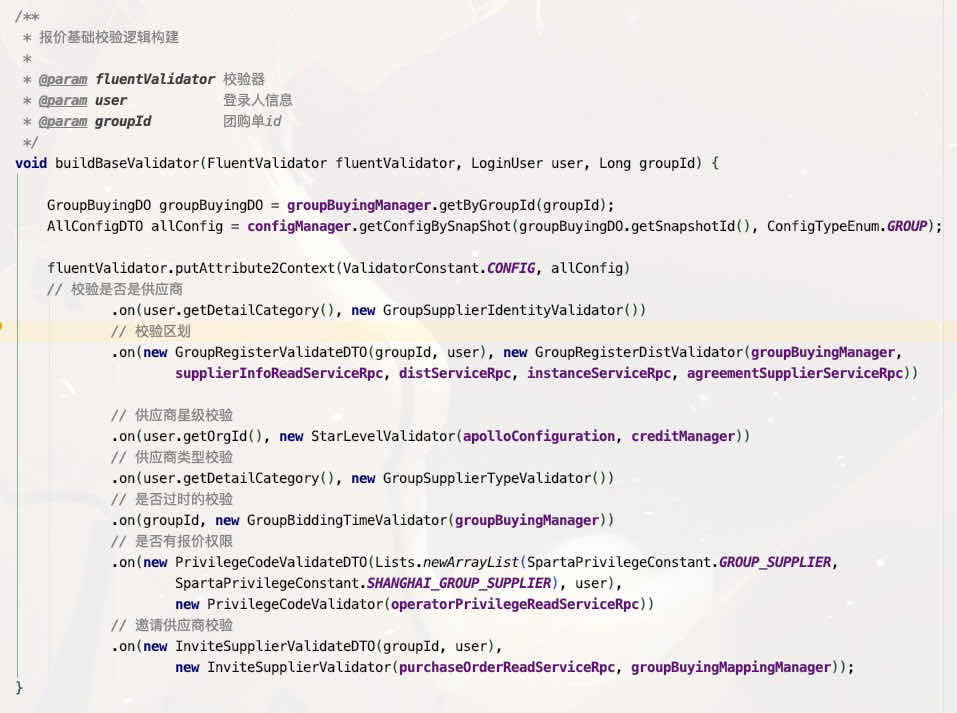 /**
 * 报价基础校验逻辑构建
 *
 * @param fluentValidator 校验器
 * @param user            登录人信息
 * @param groupId         团购单id
 */
void buildBaseValidator(FluentValidator fluentValidator, LoginUser user, Long groupId) {
    GroupBuyingDO groupBuyingDO = groupBuyingManager.getByGroupId(groupId);
    AllConfigDTO allConfig = configManager.getConfigBySnapShot(groupBuyingDO.getSnapshotId(), ConfigTypeEnum.GROUP);
    fluentValidator.putAttribute2Context(ValidatorConstant.CONFIG, allConfig)
    // 校验是否是供应商
            .on(user.getDetailCategory(), new GroupSupplierIdentityValidator())
            // 校验区划
            .on(new GroupRegisterValidateDTO(groupId, user), new GroupRegisterDistValidator(groupBuyingManager,
                    supplierInfoReadServiceRpc, distServiceRpc, instanceServiceRpc, agreementSupplierServiceRpc))
            // 供应商星级校验
            .on(user.getOrgId(), new StarLevelValidator(apolloConfiguration, creditManager))
            // 供应商类型校验
            .on(user.getDetailCategory(), new GroupSupplierTypeValidator())
            // 是否过时的校验
            .on(groupId, new GroupBiddingTimeValidator(groupBuyingManager))
            // 是否有报价权限
            .on(new PrivilegeCodeValidateDTO(Lists.newArrayList(SpartaPrivilegeConstant.GROUP_SUPPLIER,
                    SpartaPrivilegeConstant.SHANGHAI_GROUP_SUPPLIER), user),
                    new PrivilegeCodeValidator(operatorPrivilegeReadServiceRpc))
            // 邀请供应商校验
            .on(new InviteSupplierValidateDTO(groupId, user),
                    new InviteSupplierValidator(purchaseOrderReadServiceRpc, groupBuyingMappingManager));
}